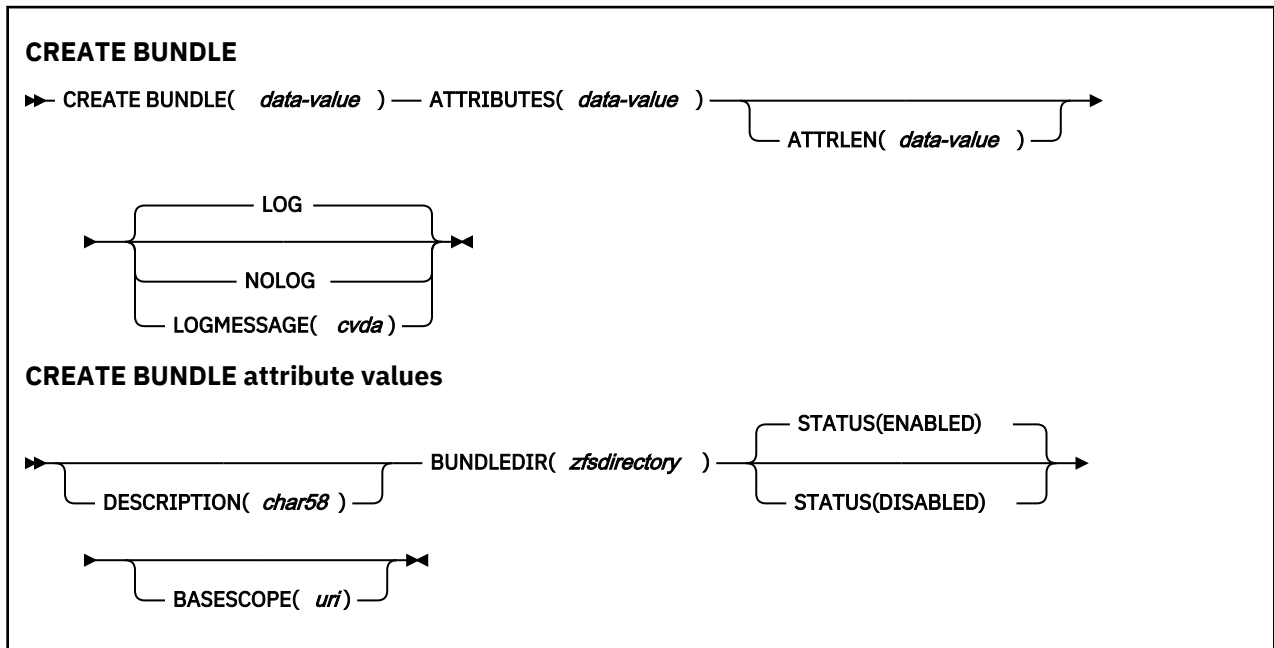 CREATE BUNDLE
CREATE BUNDLE( data-value ) ATTRIBUTES( data-value )
ATTRLEN( data-value )
LOG
NOLOG
LOGMESSAGE( cvda )
CREATE BUNDLE attribute values
STATUS(ENABLED)
BUNDLEDIR( zfsdirectory )
DESCRIPTION( char58 )
STATUS(DISABLED)
BASESCOPE( uri )